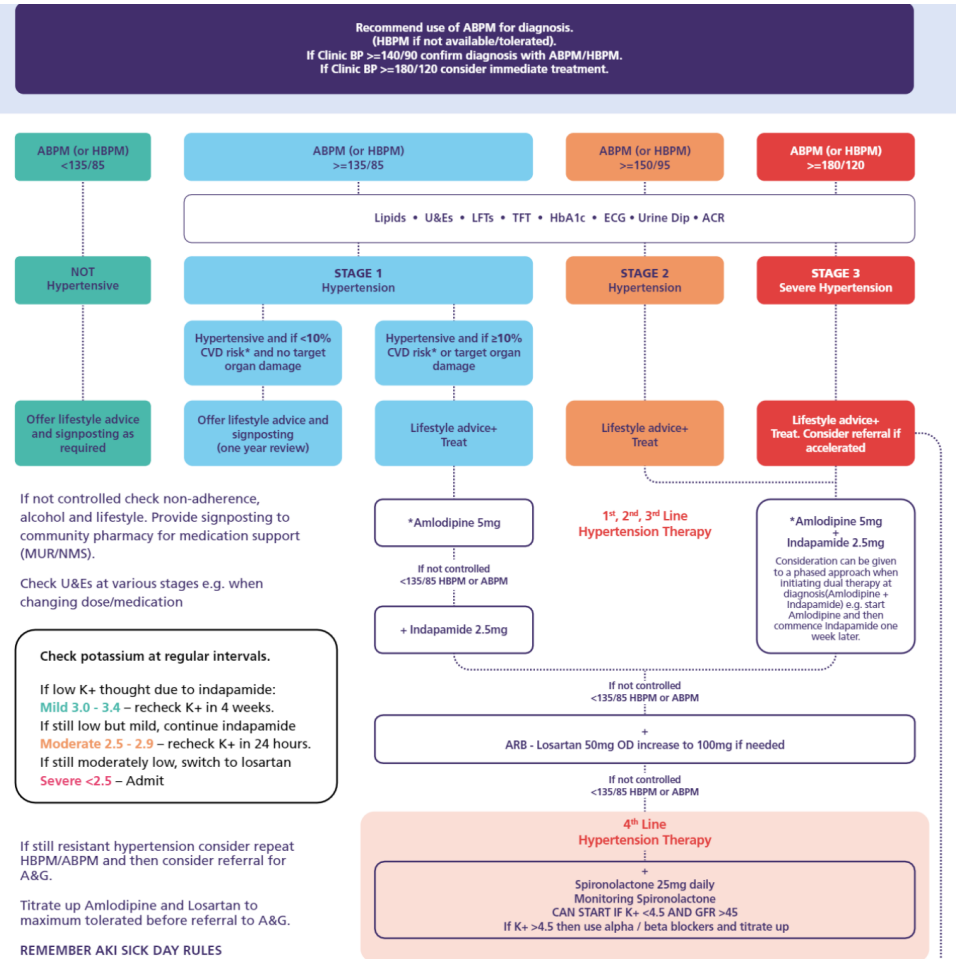 Recommend use of ABPM for diagnosis.
(HBPM if not available/tolerated).
If Clinic BP >=140/90 confirm diagnosis with ABPM/HBPM.
If Clinic BP >=180/120 consider immediate treatment.
ABPM (or HBPM)
<135/85
ABPM (or HBPM)
>=135/85
ABPM (or HBPM)
>=150/95
ABPM (or HBPM)
>=180/120
Lipids • U&Es • LFTs • TFT • HbA1c • ECG • Urine Dip • ACR
NOT
Hypertensive
STAGE 1
Hypertension
STAGE 2
Hypertension
STAGE 3
Severe Hypertension
Hypertensive and if <10%
CVD risk* and no target
organ damage
Hypertensive and if ≥10%
CVD risk* or target organ
damage
Offer lifestyle advice
and signposting as
required
Offer lifestyle advice and
signposting
(one year review)
Lifestyle advice+
Treat
Lifestyle advice+
Treat
Lifestyle advice+
Treat. Consider referral if
accelerated
If not controlled check non-adherence,
alcohol and lifestyle. Provide signposting to
community pharmacy for medication support
(MUR/NMS).
Check U&Es at various stages e.g. when
changing dose/medication
*Amlodipine 5mg
If not controlled
<135/85 HBPM or ABPM
+ Indapamide 2.5mg
1st, 2nd, 3rd Line
Hypertension Therapy
*Amlodipine 5mg
+
Indapamide 2.5mg
Consideration can be given
to a phased approach when
initiating dual therapy at
diagnosis(Amlodipine +
Indapamide) e.g. start
Amlodipine and then
commence Indapamide one
week later.
Check potassium at regular intervals.
If low K+ thought due to indapamide:
Mild 3.0 - 3.4 – recheck K+ in 4 weeks.
If still low but mild, continue indapamide
Moderate 2.5 - 2.9 – recheck K+ in 24 hours.
If still moderately low, switch to losartan
Severe <2.5 – Admit
If not controlled
<135/85 HBPM or ABPM
+
ARB - Losartan 50mg OD increase to 100mg if needed
If not controlled
<135/85 HBPM or ABPM
4th Line
Hypertension Therapy
+
Spironolactone 25mg daily
Monitoring Spironolactone
CAN START IF K+ <4.5 AND GFR >45
If K+ >4.5 then use alpha / beta blockers and titrate up
If still resistant hypertension consider repeat
HBPM/ABPM and then consider referral for
A&G.
Titrate up Amlodipine and Losartan to
maximum tolerated before referral to A&G.
REMEMBER AKI SICK DAY RULES